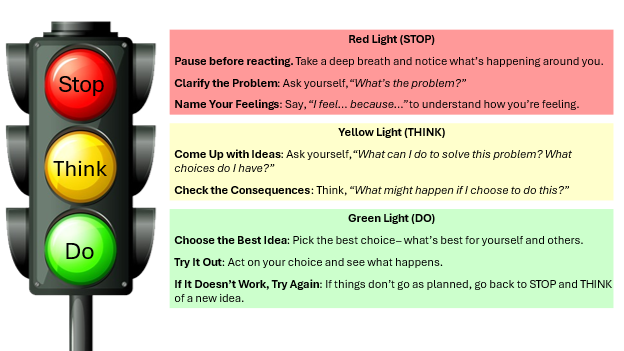 Stop
Think
Do
Red Light (STOP)
Pause before reacting. Take a deep breath and notice what's happening around you.
Clarify the Problem: Ask yourself, "What's the problem?"
Name Your Feelings: Say, "I feel... because..." to understand how you're feeling.
Yellow Light (THINK)
Come Up with Ideas: Ask yourself, "What can I do to solve this problem? What
choices do I have?"
Check the Consequences: Think, "What might happen if I choose to do this?"
Green Light (DO)
Choose the Best Idea: Pick the best choice– what's best for yourself and others.
Try It Out: Act on your choice and see what happens.
If It Doesn't Work, Try Again: If things don't go as planned, go back to STOP and THINK
of a new idea.